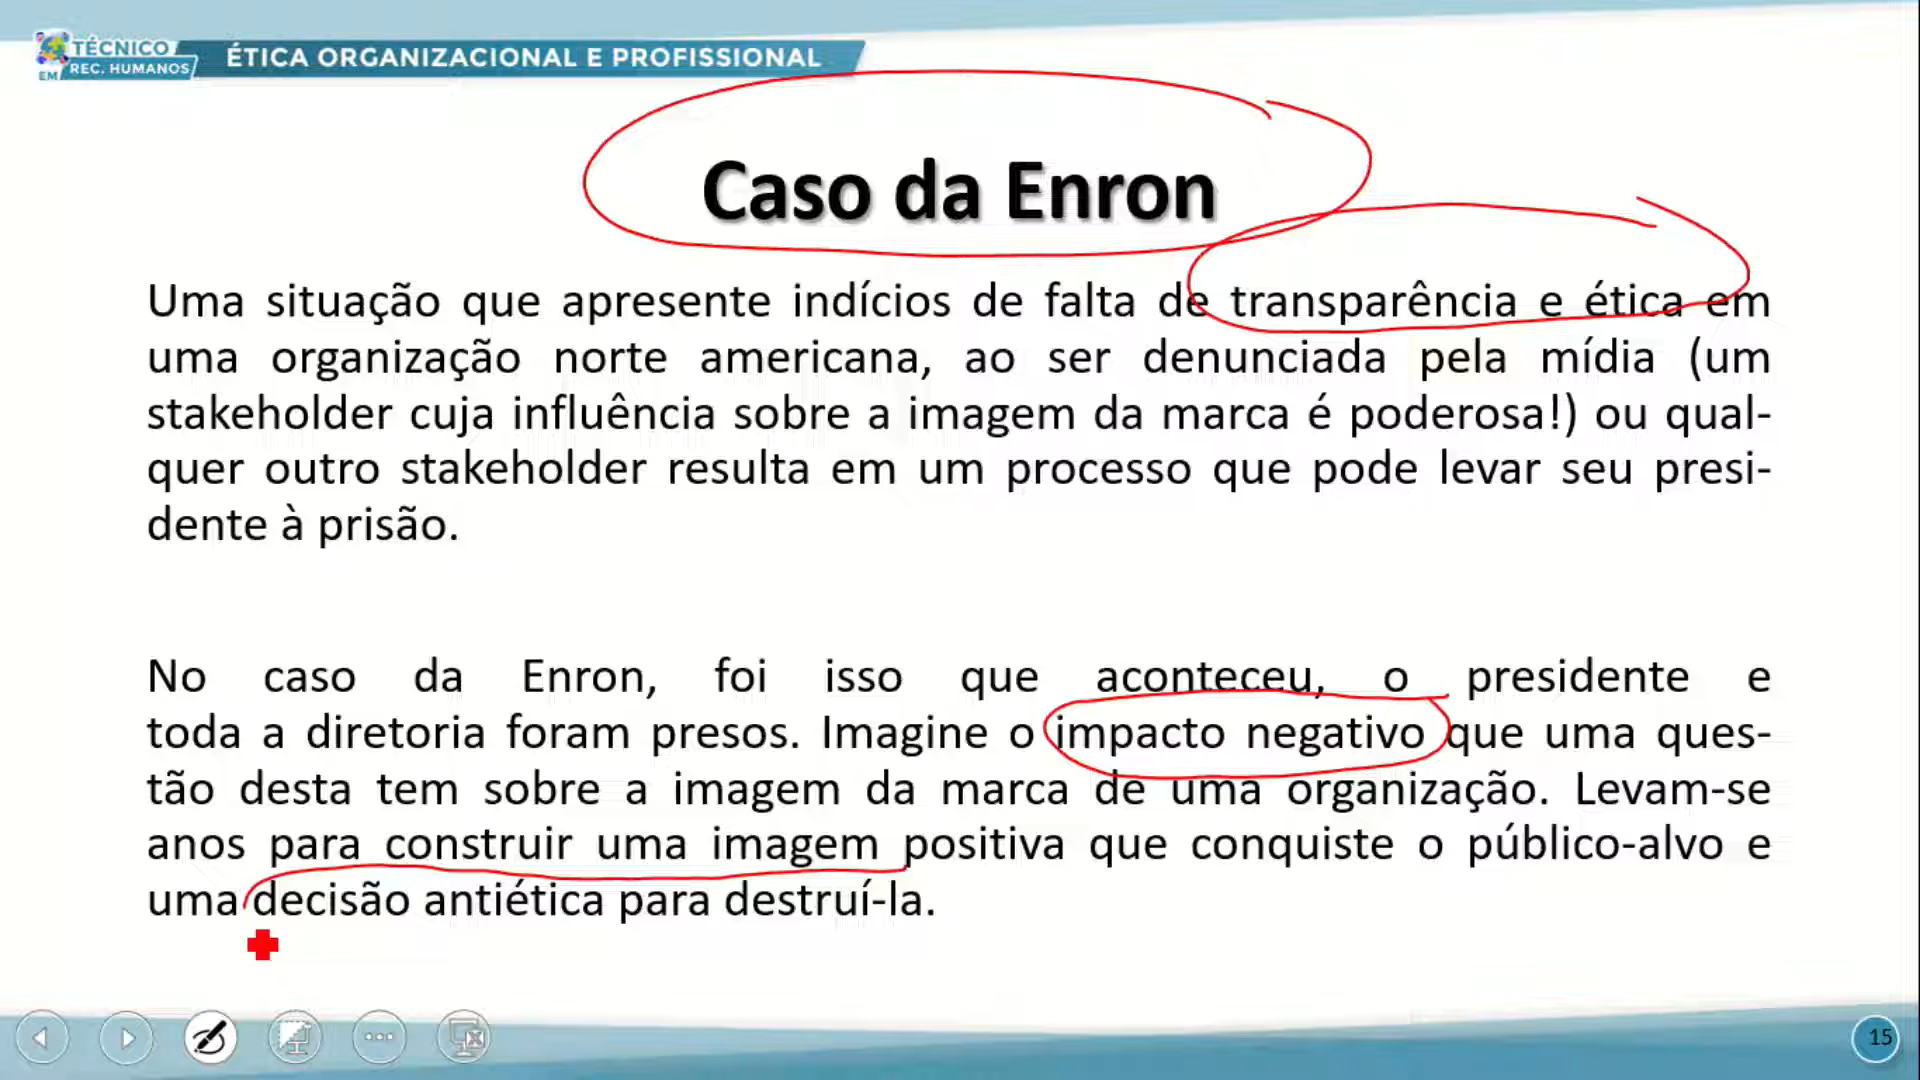 TÉCNICO
EM REC. HUMANOS
ÉTICA ORGANIZACIONAL E PROFISSIONAL
Caso da Enron
Uma situação que apresente indícios de falta de transparência e ética em
uma organização norte americana, ao ser denunciada pela mídia (um
stakeholder cuja influência sobre a imagem da marca é poderosa!) ou qual-
quer outro stakeholder resulta em um processo que pode levar seu presi-
dente à prisão.
No caso da Enron, foi isso que aconteceu, o presidente e
toda a diretoria foram presos. Imagine o impacto negativo que uma ques-
tão desta tem sobre a imagem da marca de uma organização. Levam-se
anos para construir uma imagem positiva que conquiste o público-alvo e
uma decisão antiética para destruí-la.
15